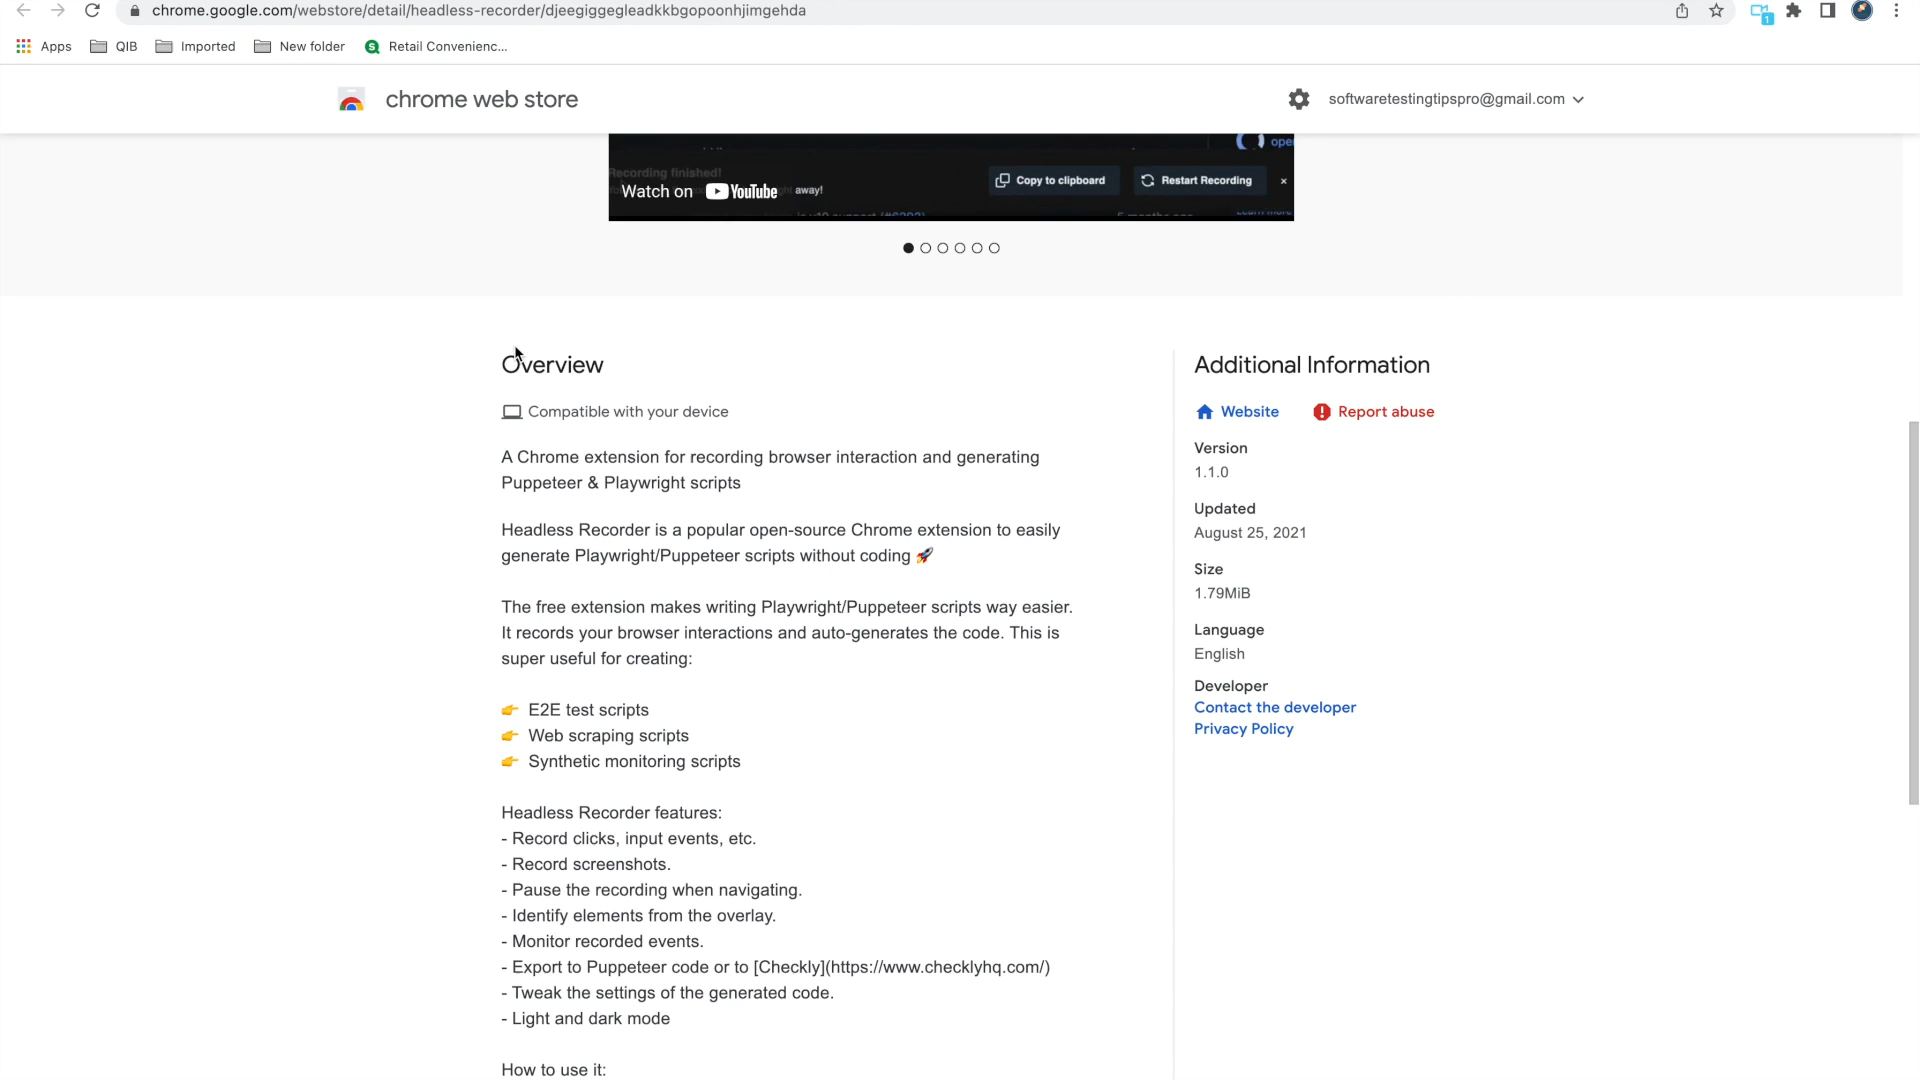 chrome.google.com/webstore/detail/headless-recorder/djeegiggegleadkkbgopoonhjimgehda
1
Apps QIB Imported New folder Retail Convenienc...
chrome web store
softwaretestingtipspro@gmail.com
open
Recording finished!
Watch on YouTube away!
Copy to clipboard
Restart Recording
×
Overview
Compatible with your device
A Chrome extension for recording browser interaction and generating
Puppeteer & Playwright scripts
Headless Recorder is a popular open-source Chrome extension to easily
generate Playwright/Puppeteer scripts without coding 🚀
The free extension makes writing Playwright/Puppeteer scripts way easier.
It records your browser interactions and auto-generates the code. This is
super useful for creating:
👉 E2E test scripts
👉 Web scraping scripts
👉 Synthetic monitoring scripts
Headless Recorder features:
- Record clicks, input events, etc.
- Record screenshots.
- Pause the recording when navigating.
- Identify elements from the overlay.
- Monitor recorded events.
- Export to Puppeteer code or to [Checkly](https://www.checklyhq.com/)
- Tweak the settings of the generated code.
- Light and dark mode
How to use it:
Additional Information
Website Report abuse
Version
1.1.0
Updated
August 25, 2021
Size
1.79MiB
Language
English
Developer
Contact the developer
Privacy Policy